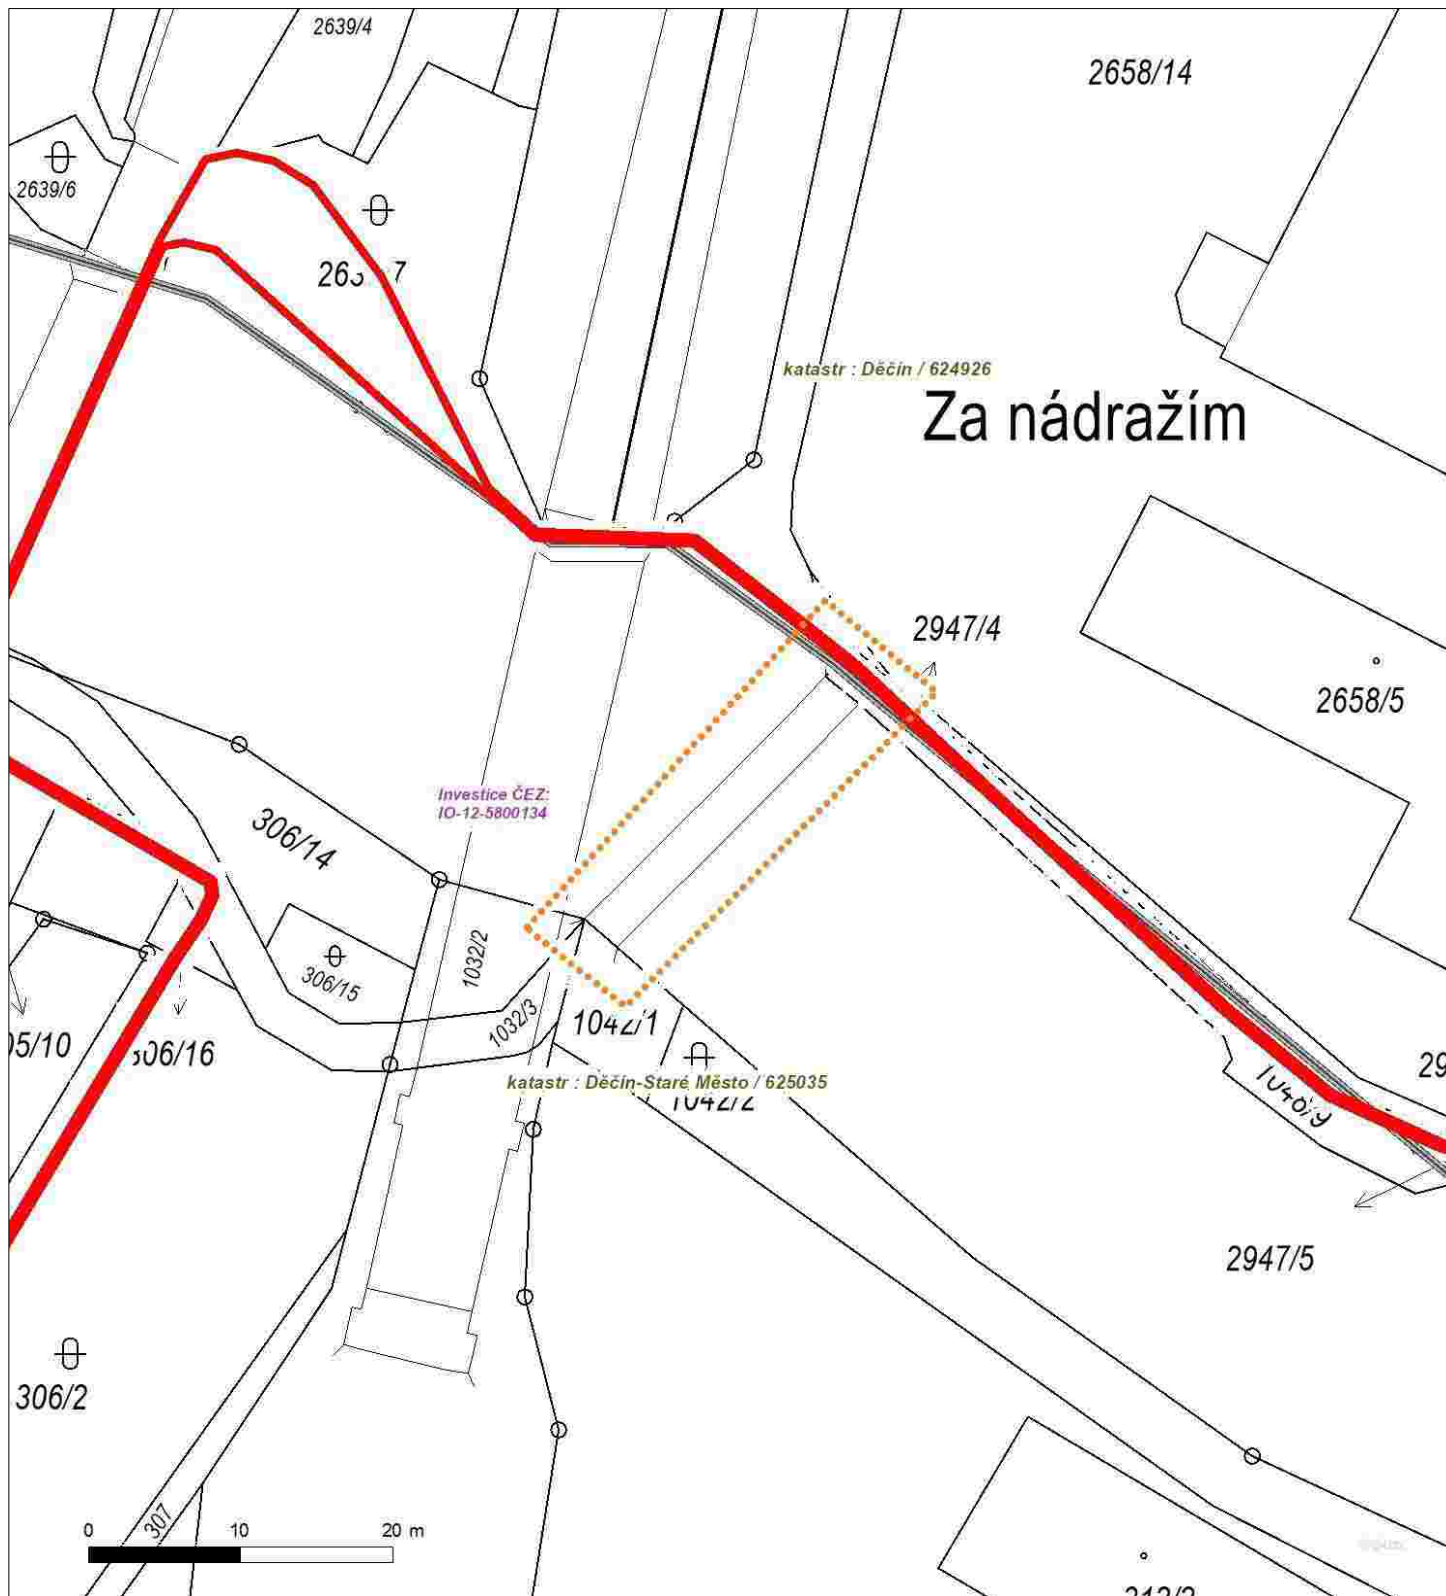 2639/4
2658/14
2639/6
katastr : Děčín / 624926
Za nádražím
2947/4
2658/5
Investice ČEZ:
IO-12-5800134
306/14
1032/2
306/15
1032/3
1042/1
306/16
katastr : Děčín-Staré Město / 625035
1042/2
1048/9
2947/5
306/2
307
0 10 20 m